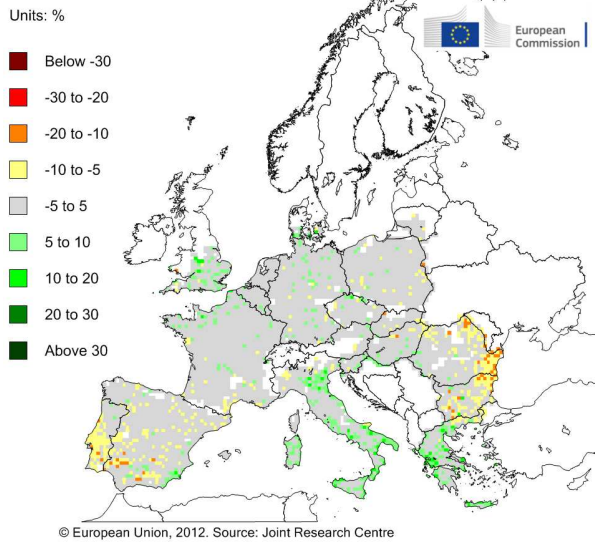 Units: %
Below -30
-30 to -20
-20 to -10
-10 to -5
-5 to 5
5 to 10
10 to 20
20 to 30
Above 30
European
Commission
© European Union, 2012. Source: Joint Research Centre